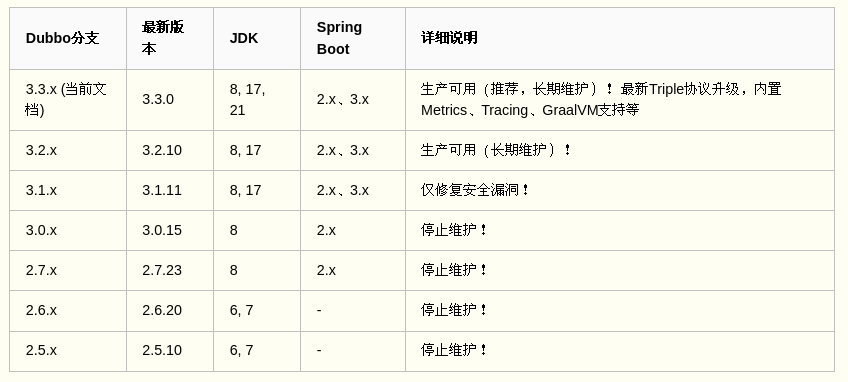 Dubbo分支 最新版本 JDK Spring Boot 详细说明
3.3.x (当前文档) 3.3.0 8, 17, 21 2.x、3.x 生产可用（推荐，长期维护）！ 最新Triple协议升级，内置Metrics、Tracing、GraalVM支持等
3.2.x 3.2.10 8, 17 2.x、3.x 生产可用（长期维护）！
3.1.x 3.1.11 8, 17 2.x、3.x 仅修复安全漏洞！
3.0.x 3.0.15 8 2.x 停止维护！
2.7.x 2.7.23 8 2.x 停止维护！
2.6.x 2.6.20 6, 7 - 停止维护！
2.5.x 2.5.10 6, 7 - 停止维护！